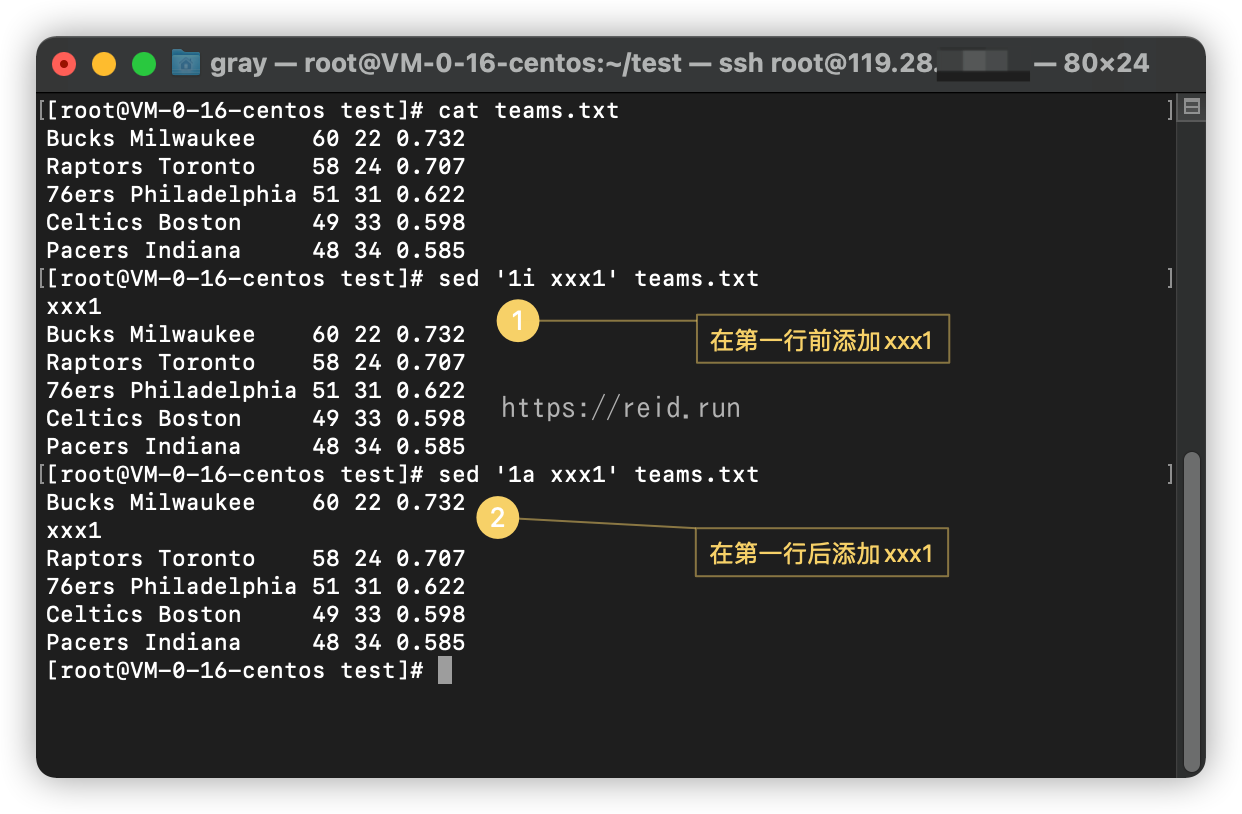 gray — root@VM-0-16-centos:~/test — ssh root@119.28. — 80×24
[[root@VM-0-16-centos test]# cat teams.txt ]
Bucks Milwaukee    60 22 0.732
Raptors Toronto    58 24 0.707
76ers Philadelphia 51 31 0.622
Celtics Boston     49 33 0.598
Pacers Indiana     48 34 0.585
[[root@VM-0-16-centos test]# sed '1i xxx1' teams.txt ]
xxx1
1
Bucks Milwaukee    60 22 0.732
在第一行前添加xxx1
Raptors Toronto    58 24 0.707
76ers Philadelphia 51 31 0.622
https://reid.run
Celtics Boston     49 33 0.598
Pacers Indiana     48 34 0.585
[[root@VM-0-16-centos test]# sed '1a xxx1' teams.txt ]
Bucks Milwaukee    60 22 0.732
2
xxx1
在第一行后添加xxx1
Raptors Toronto    58 24 0.707
76ers Philadelphia 51 31 0.622
Celtics Boston     49 33 0.598
Pacers Indiana     48 34 0.585
[root@VM-0-16-centos test]#